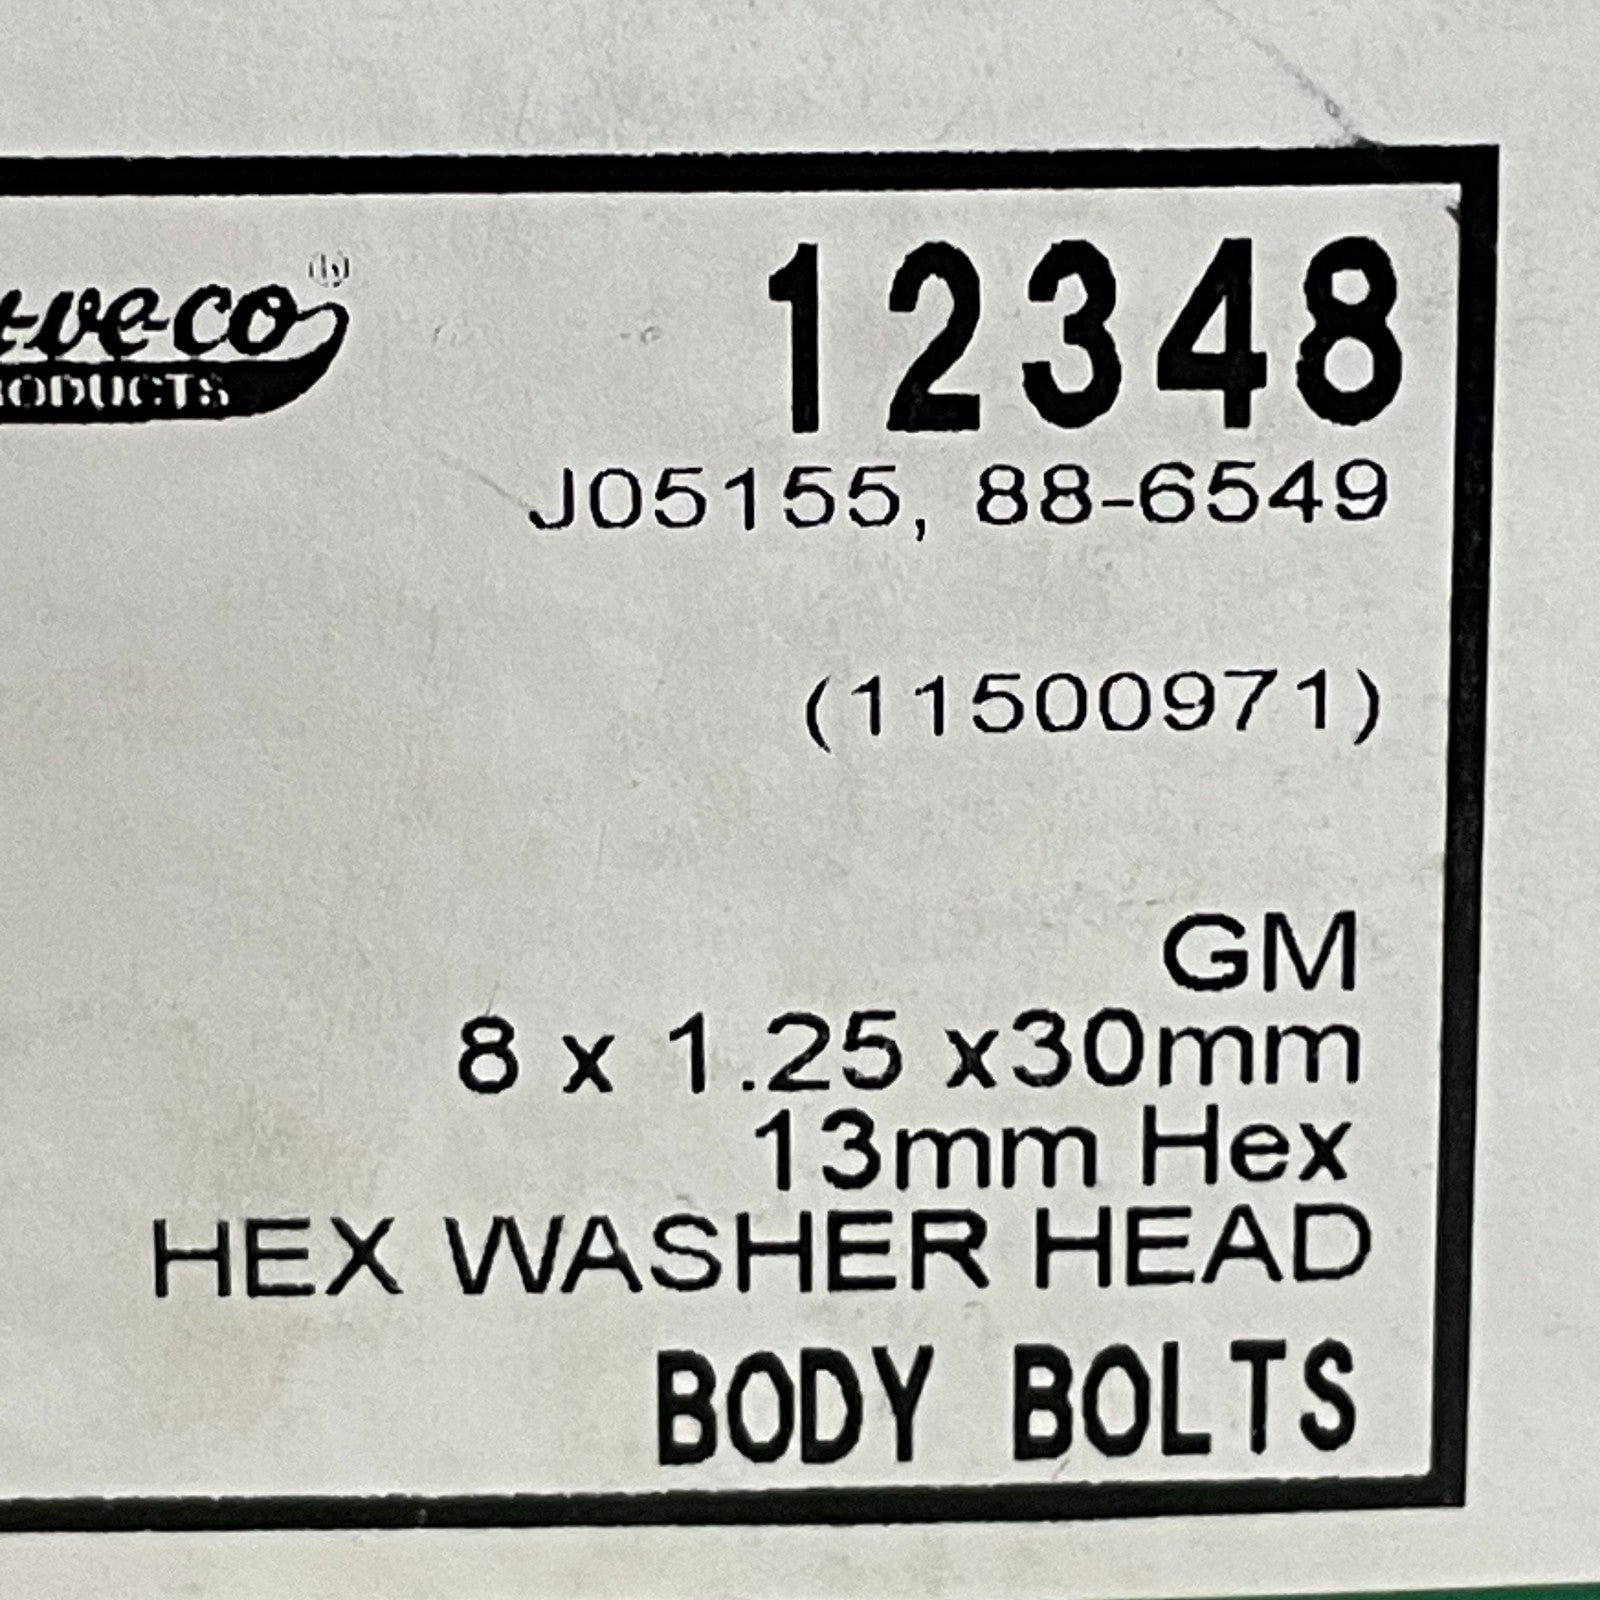 12348
J05155, 88-6549
(11500971)
GM
8 x 1.25 x30mm
13mm Hex
HEX WASHER HEAD
BODY BOLTS